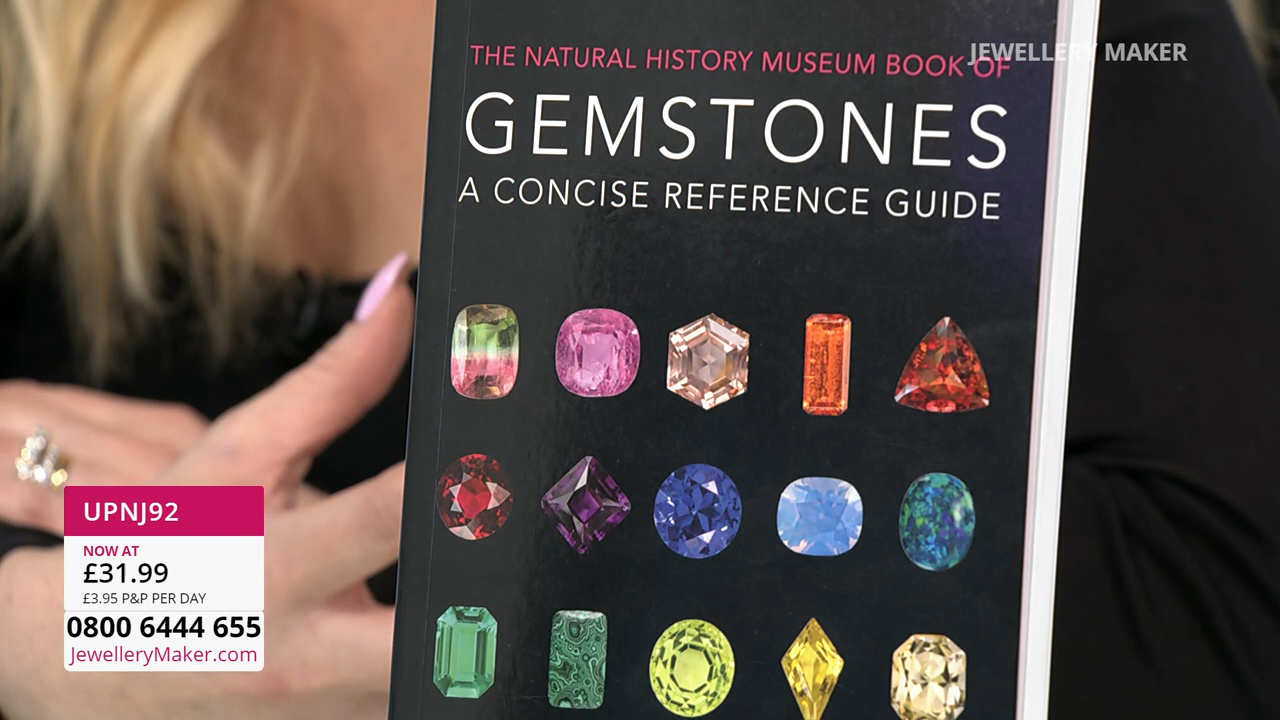 JEWELLERY MAKER
THE NATURAL HISTORY MUSEUM BOOK OF
GEMSTONES
A CONCISE REFERENCE GUIDE
UPNJ92
NOW AT
£31.99
£3.95 P&P PER DAY
0800 6444 655
JewelleryMaker.com